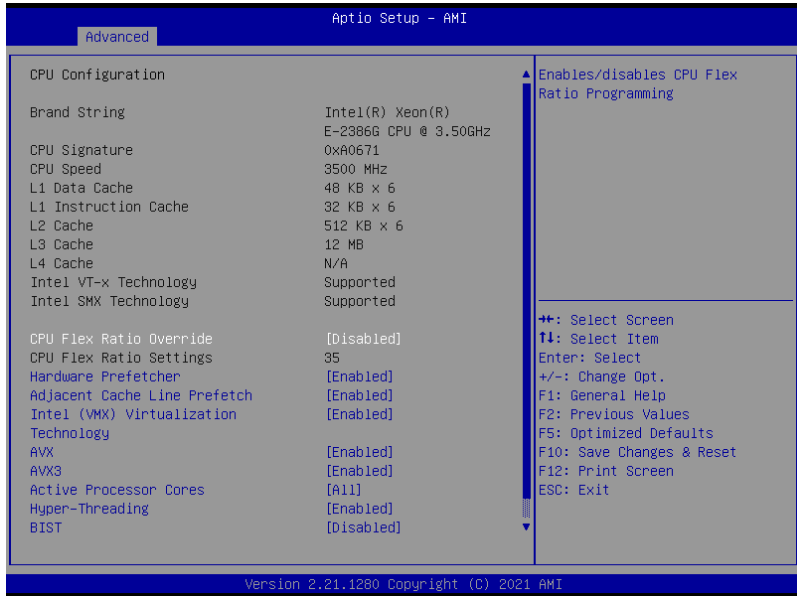 Aptio Setup – AMI
Advanced
CPU Configuration
Brand String Intel(R) Xeon(R)
E-2386G CPU @ 3.50GHz
CPU Signature 0xA0671
CPU Speed 3500 MHz
L1 Data Cache 48 KB x 6
L1 Instruction Cache 32 KB x 6
L2 Cache 512 KB x 6
L3 Cache 12 MB
L4 Cache N/A
Intel VT-x Technology Supported
Intel SMX Technology Supported
CPU Flex Ratio Override [Disabled]
CPU Flex Ratio Settings 35
Hardware Prefetcher [Enabled]
Adjacent Cache Line Prefetch [Enabled]
Intel (VMX) Virtualization [Enabled]
Technology
AVX [Enabled]
AVX3 [Enabled]
Active Processor Cores [All]
Hyper-Threading [Enabled]
BIST [Disabled]
Enables/disables CPU Flex
Ratio Programming
→←: Select Screen
↑↓: Select Item
Enter: Select
+/-: Change Opt.
F1: General Help
F2: Previous Values
F5: Optimized Defaults
F10: Save Changes & Reset
F12: Print Screen
ESC: Exit
Version 2.21.1280 Copyright (C) 2021 AMI